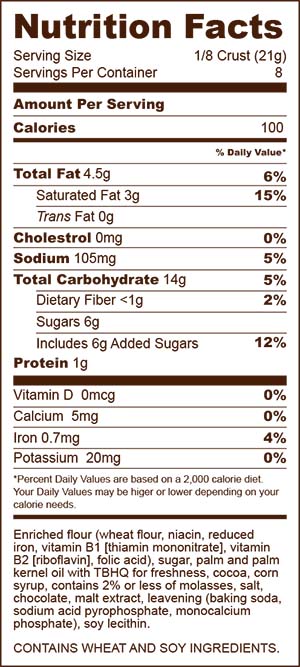 Nutrition Facts
Serving Size 1/8 Crust (21g)
Servings Per Container 8
Amount Per Serving
Calories 100
% Daily Value*
Total Fat 4.5g 6%
Saturated Fat 3g 15%
Trans Fat 0g
Cholestrol 0mg 0%
Sodium 105mg 5%
Total Carbohydrate 14g 5%
Dietary Fiber <1g 2%
Sugars 6g
Includes 6g Added Sugars 12%
Protein 1g
Vitamin D 0mcg 0%
Calcium 5mg 0%
Iron 0.7mg 4%
Potassium 20mg 0%
*Percent Daily Values are based on a 2,000 calorie diet.
Your Daily Values may be higer or lower depending on your
calorie needs.
Enriched flour (wheat flour, niacin, reduced
iron, vitamin B1 [thiamin mononitrate], vitamin
B2 [riboflavin], folic acid), sugar, palm and palm
kernel oil with TBHQ for freshness, cocoa, corn
syrup, contains 2% or less of molasses, salt,
chocolate, malt extract, leavening (baking soda,
sodium acid pyrophosphate, monocalcium
phosphate), soy lecithin.
CONTAINS WHEAT AND SOY INGREDIENTS.